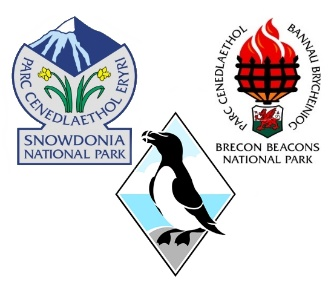 PARC CENEDLAETHOL ERYRI
SNOWDONIA
NATIONAL PARK
PARC CENEDLAETHOL
BANNAU BRYCHEINIOG
BRECON BEACONS
NATIONAL PARK